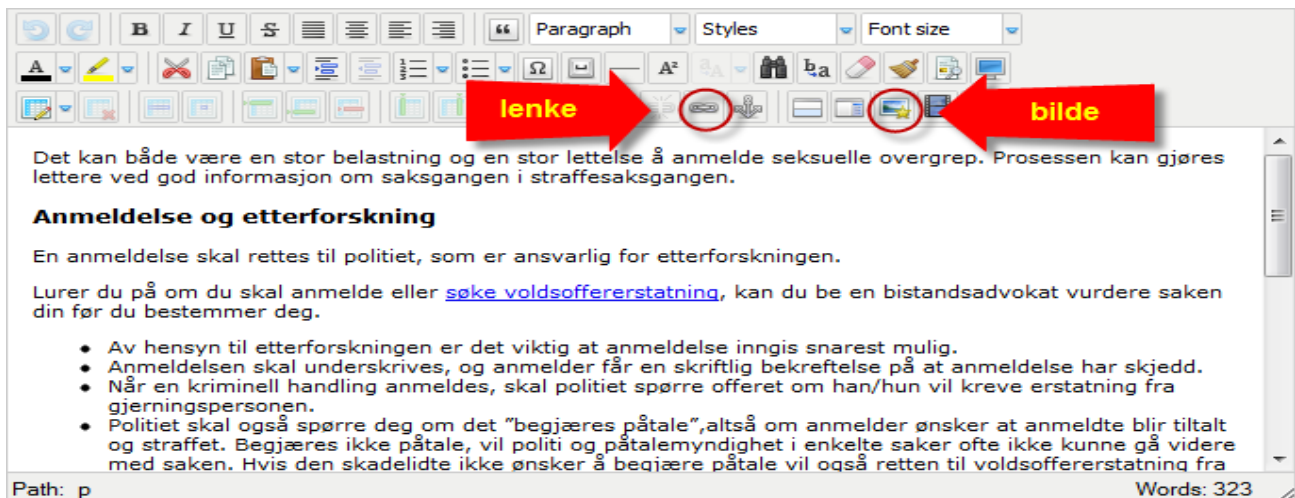 B I U S Paragraph Styles Font size
A Ω A² A b a
lenke bilde
Det kan både være en stor belastning og en stor lettelse å anmelde seksuelle overgrep. Prosessen kan gjøres
lettere ved god informasjon om saksgangen i straffesaksgangen.
Anmeldelse og etterforskning
En anmeldelse skal rettes til politiet, som er ansvarlig for etterforskningen.
Lurer du på om du skal anmelde eller søke voldsoffererstatning, kan du be en bistandsadvokat vurdere saken
din før du bestemmer deg.
• Av hensyn til etterforskningen er det viktig at anmeldelse inngis snarest mulig.
• Anmeldelsen skal underskrives, og anmelder får en skriftlig bekreftelse på at anmeldelse har skjedd.
• Når en kriminell handling anmeldes, skal politiet spørre offeret om han/hun vil kreve erstatning fra
gjerningspersonen.
• Politiet skal også spørre deg om det ”begjæres påtale”,altså om anmelder ønsker at anmeldte blir tiltalt
og straffet. Begjæres ikke påtale, vil politi og påtalemyndighet i enkelte saker ofte ikke kunne gå videre
med saken. Hvis den skadelidte ikke ønsker å begjære påtale vil også retten til voldsoffererstatning fra
Path: p Words: 323